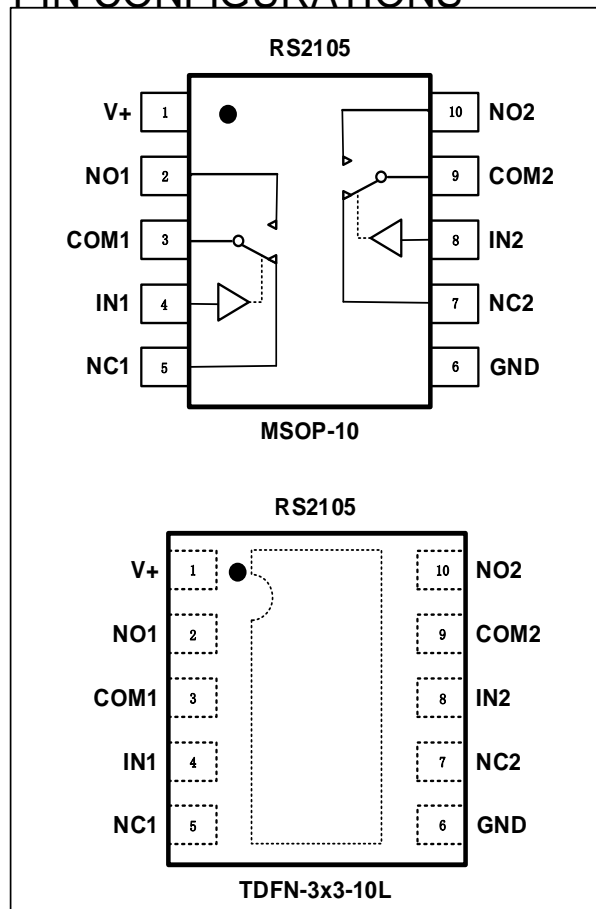 PIN CONFIGURATIONS
RS2105
V+ 1 10 NO2
NO1 2 9 COM2
COM1 3 8 IN2
IN1 4 7 NC2
NC1 5 6 GND
MSOP-10
RS2105
V+ 1 10 NO2
NO1 2 9 COM2
COM1 3 8 IN2
IN1 4 7 NC2
NC1 5 6 GND
TDFN-3x3-10L